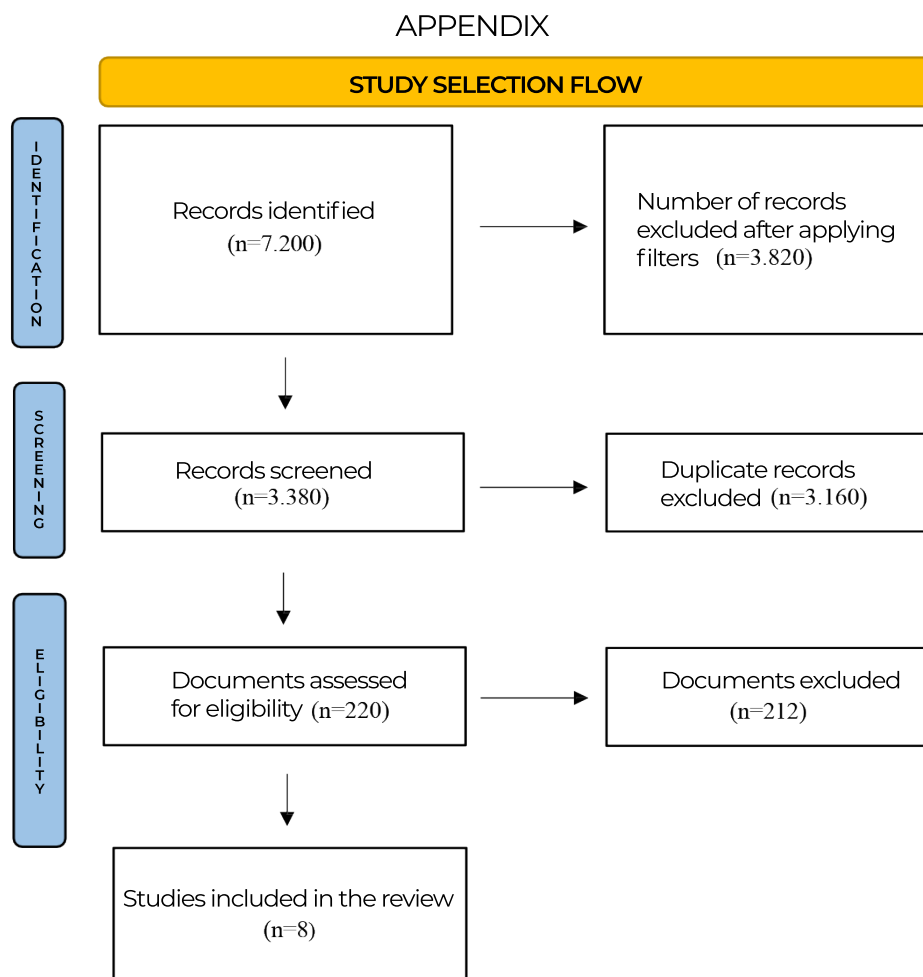 APPENDIX
STUDY SELECTION FLOW
IDENTIFICATION
Records identified
(n=7.200)
Number of records
excluded after applying
filters (n=3.820)
SCREENING
Records screened
(n=3.380)
Duplicate records
excluded (n=3.160)
ELIGIBILITY
Documents assessed
for eligibility (n=220)
Documents excluded
(n=212)
Studies included in the review
(n=8)